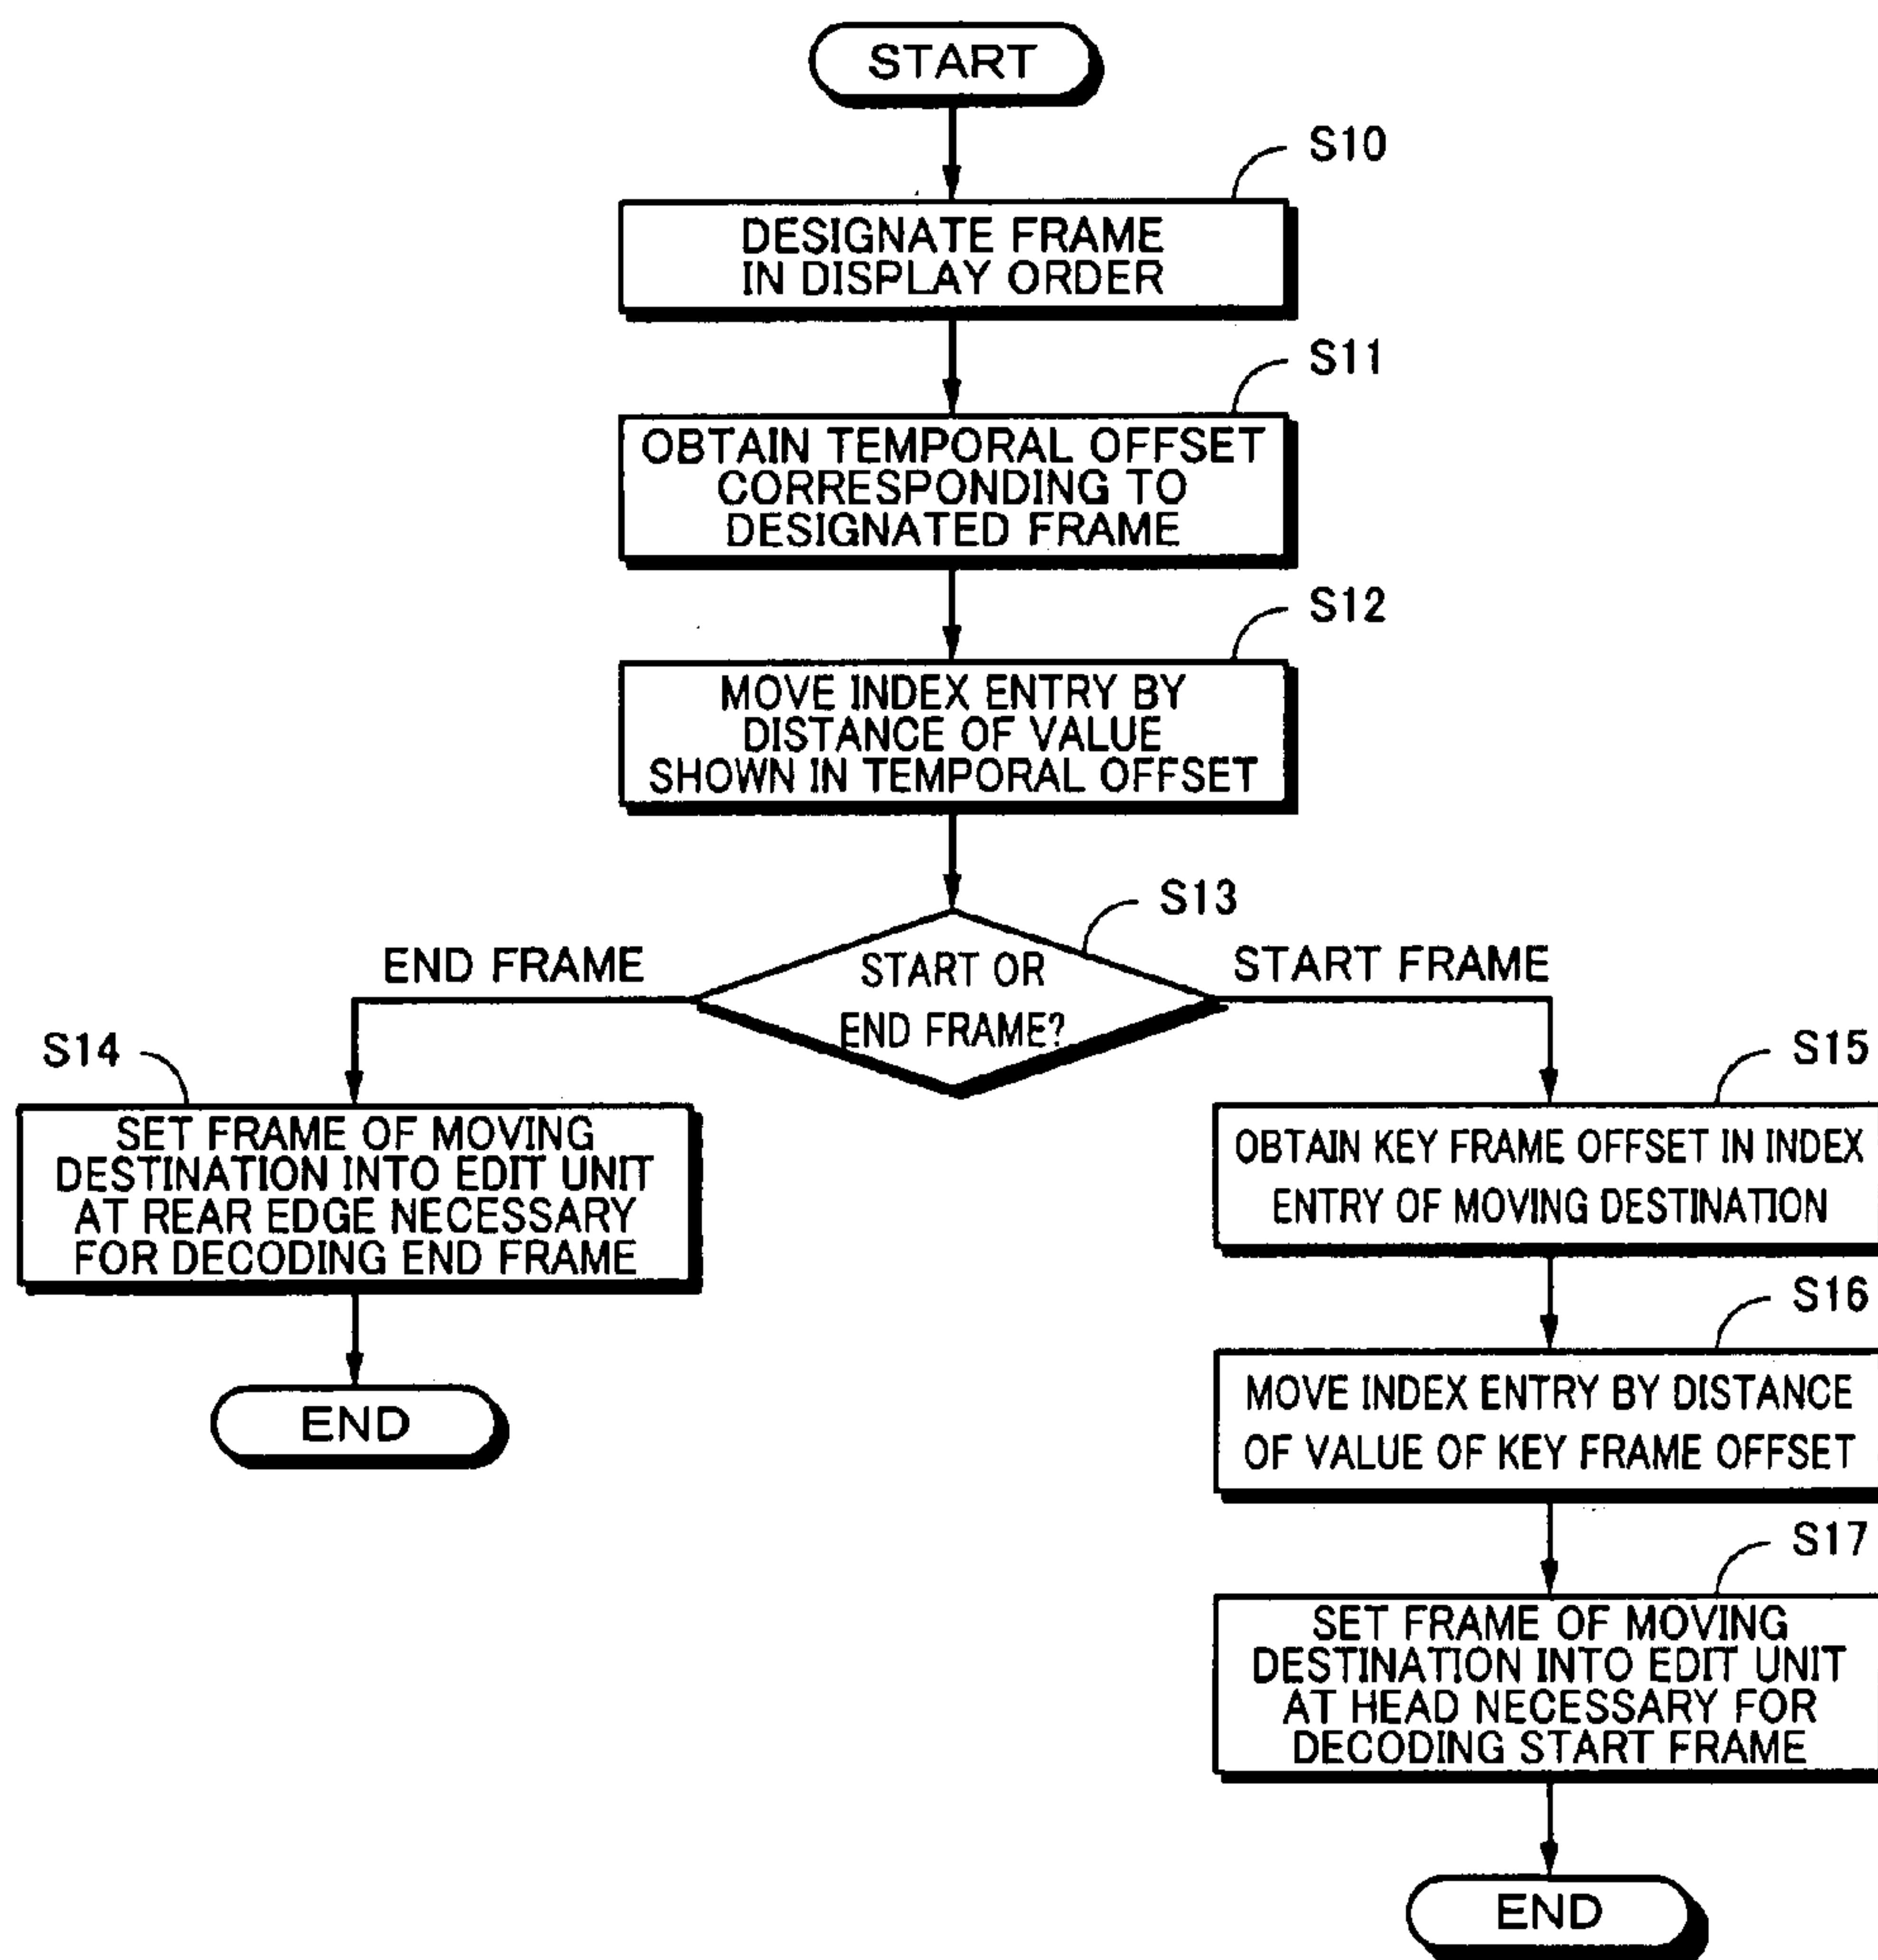 START
S10
DESIGNATE FRAME
IN DISPLAY ORDER
S11
OBTAIN TEMPORAL OFFSET
CORRESPONDING TO
DESIGNATED FRAME
S12
MOVE INDEX ENTRY BY
DISTANCE OF VALUE
SHOWN IN TEMPORAL OFFSET
S13
START OR
END FRAME?
END FRAME
START FRAME
S14
SET FRAME OF MOVING
DESTINATION INTO EDIT UNIT
AT REAR EDGE NECESSARY
FOR DECODING END FRAME
END
S15
OBTAIN KEY FRAME OFFSET IN INDEX
ENTRY OF MOVING DESTINATION
S16
MOVE INDEX ENTRY BY DISTANCE
OF VALUE OF KEY FRAME OFFSET
S17
SET FRAME OF MOVING
DESTINATION INTO EDIT UNIT
AT HEAD NECESSARY FOR
DECODING START FRAME
END